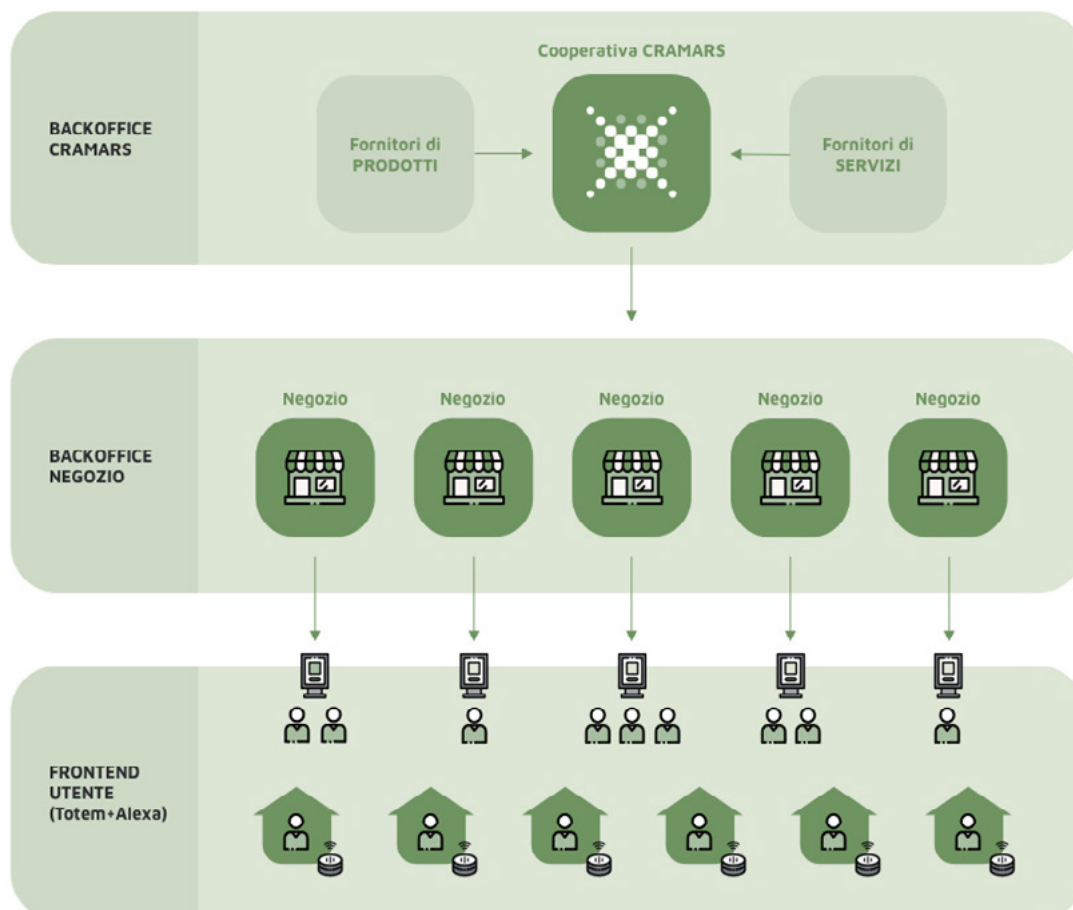 Cooperativa CRAMARS
BACKOFFICE
CRAMARS
Fornitori di
PRODOTTI
Fornitori di
SERVIZI
Negozio
Negozio
Negozio
Negozio
Negozio
BACKOFFICE
NEGOZIO
FRONTEND
UTENTE
(Totem+Alexa)